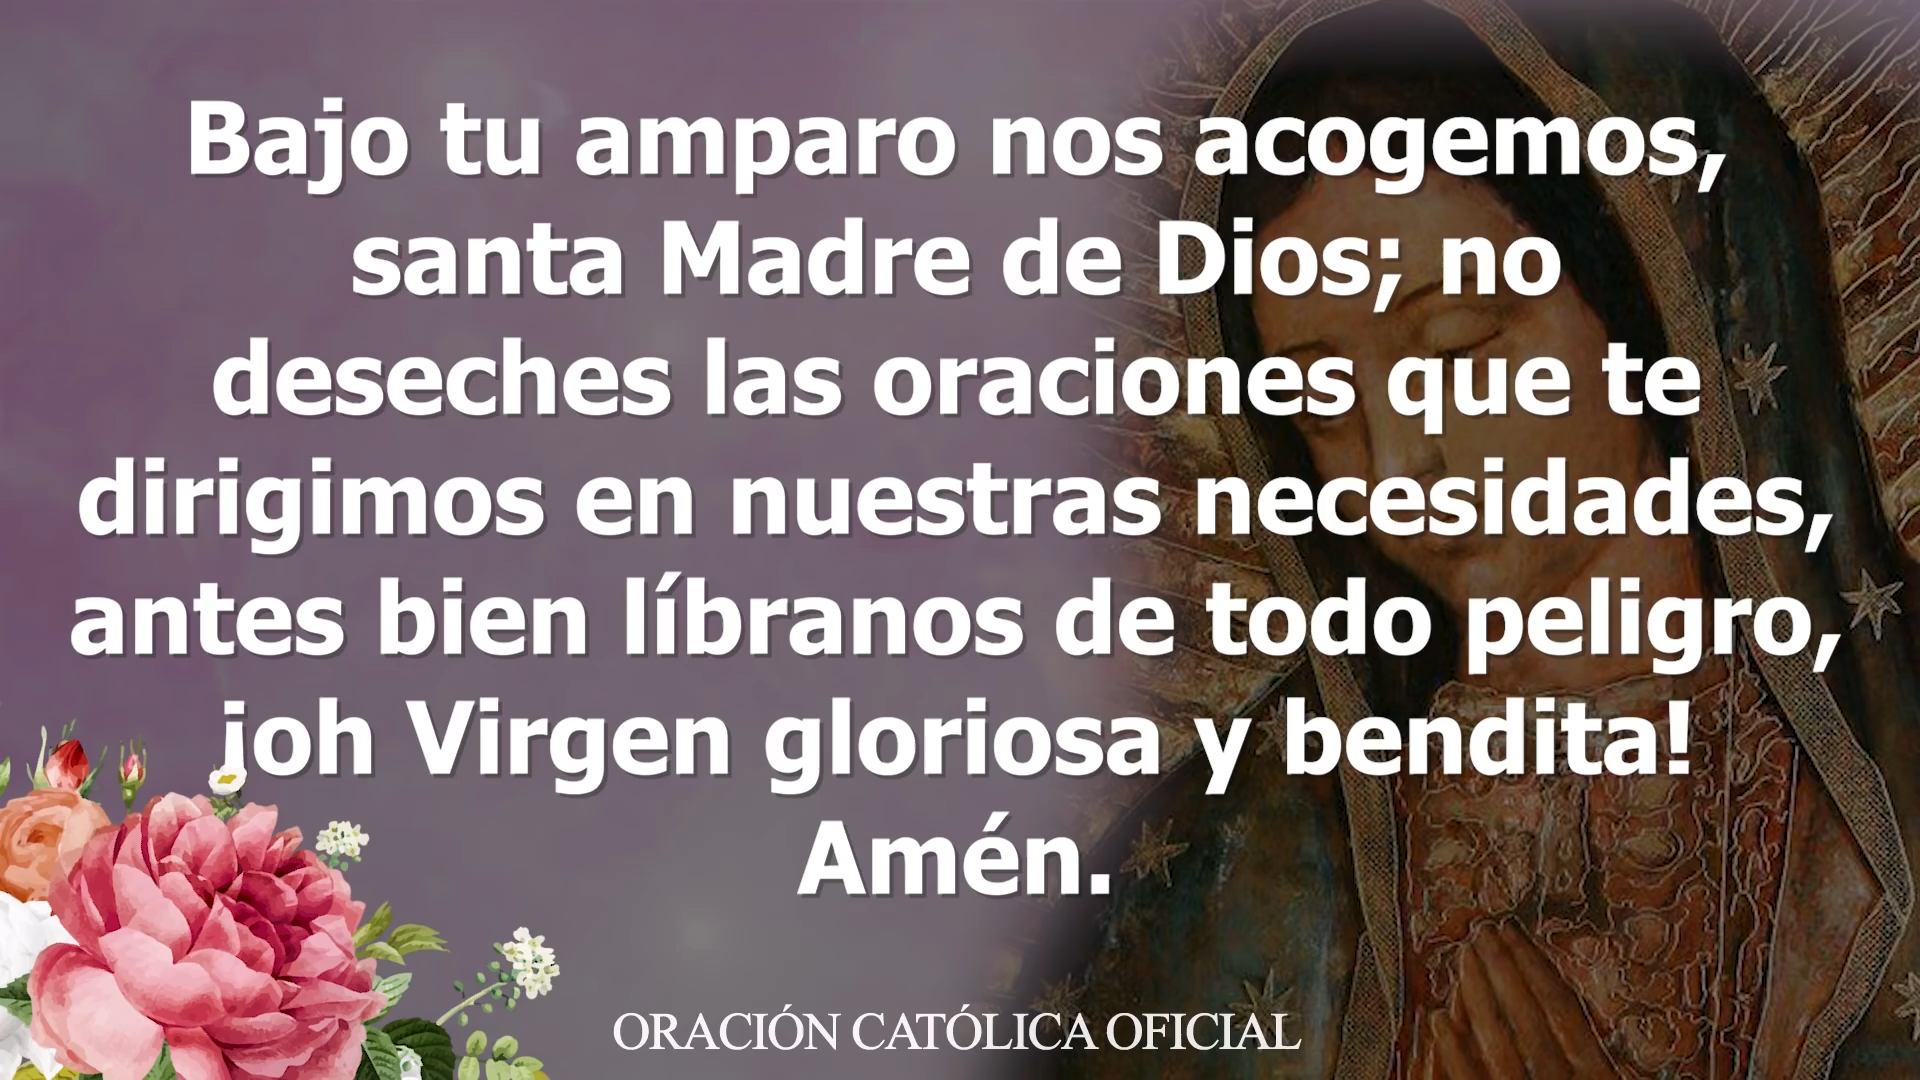 Bajo tu amparo nos acogemos,
santa Madre de Dios; no
deseches las oraciones que te
dirigimos en nuestras necesidades,
antes bien líbranos de todo peligro,
¡oh Virgen gloriosa y bendita!
Amén.
ORACIÓN CATÓLICA OFICIAL